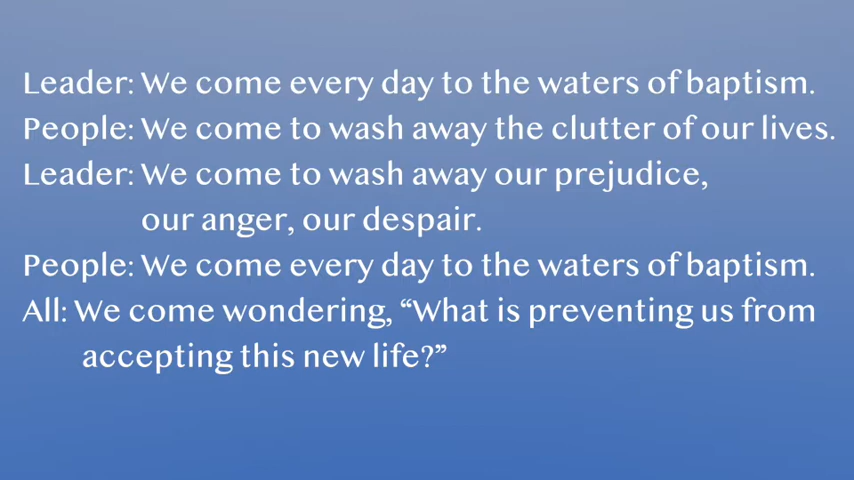 Leader: We come every day to the waters of baptism.
People: We come to wash away the clutter of our lives.
Leader: We come to wash away our prejudice,
our anger, our despair.
People: We come every day to the waters of baptism.
All: We come wondering, “What is preventing us from
accepting this new life?”